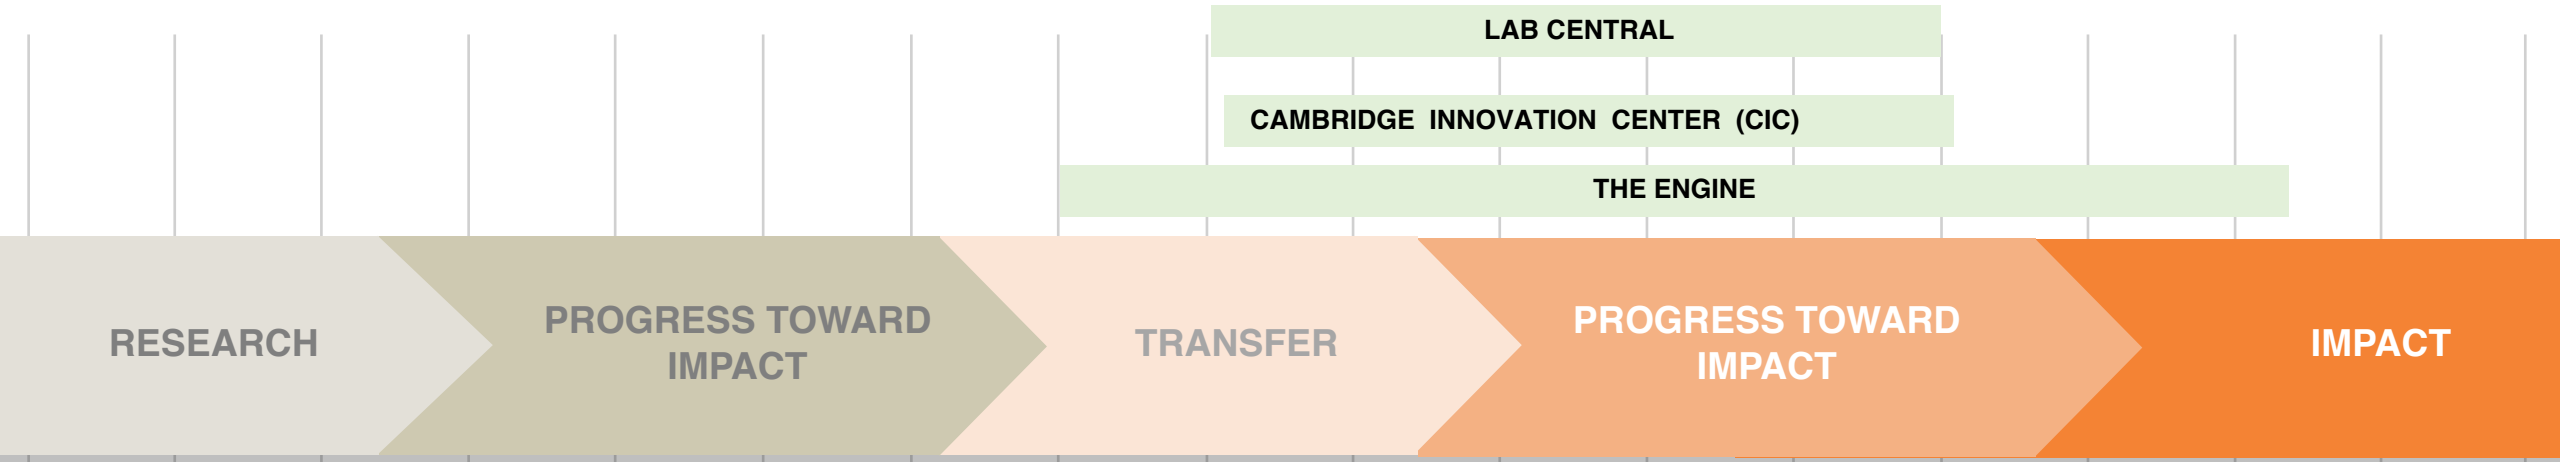 LAB CENTRAL
CAMBRIDGE INNOVATION CENTER (CIC)
THE ENGINE
RESEARCH
PROGRESS TOWARD
IMPACT
TRANSFER
PROGRESS TOWARD
IMPACT
IMPACT